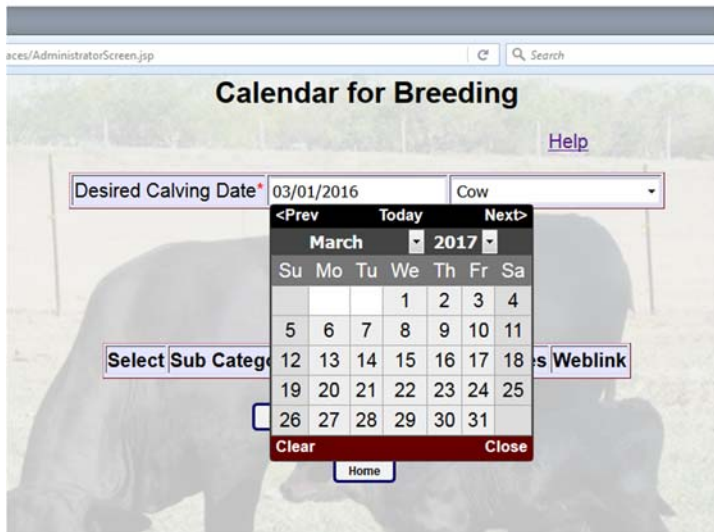 aces/AdministratorScreen.jsp Search
Calendar for Breeding
Help
Desired Calving Date* 03/01/2016 Cow
<Prev Today Next>
March 2017
Su Mo Tu We Th Fr Sa
1 2 3 4
5 6 7 8 9 10 11
12 13 14 15 16 17 18
Select Sub Catego s Weblink
19 20 21 22 23 24 25
26 27 28 29 30 31
Clear Close
Home